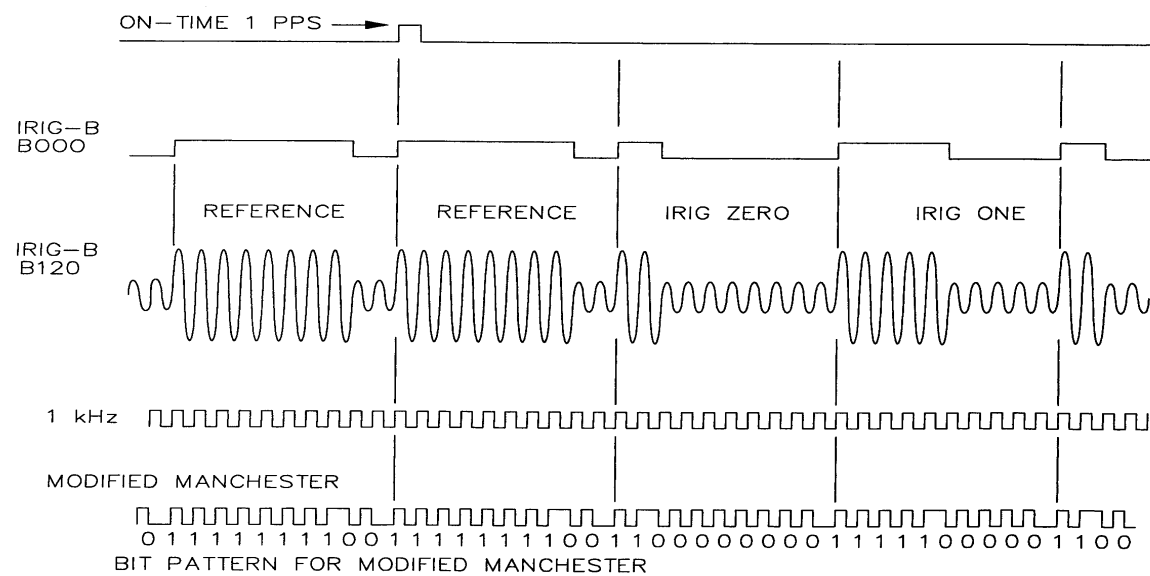 ON-TIME 1 PPS
IRIG-B
B000
REFERENCE REFERENCE IRIG ZERO IRIG ONE
IRIG-B
B120
1 kHz
MODIFIED MANCHESTER
0 1 1 1 1 1 1 1 1 0 0 1 1 1 1 1 1 1 1 0 0 1 1 0 0 0 0 0 0 0 0 1 1 1 1 1 0 0 0 0 0 1 1 0 0
BIT PATTERN FOR MODIFIED MANCHESTER